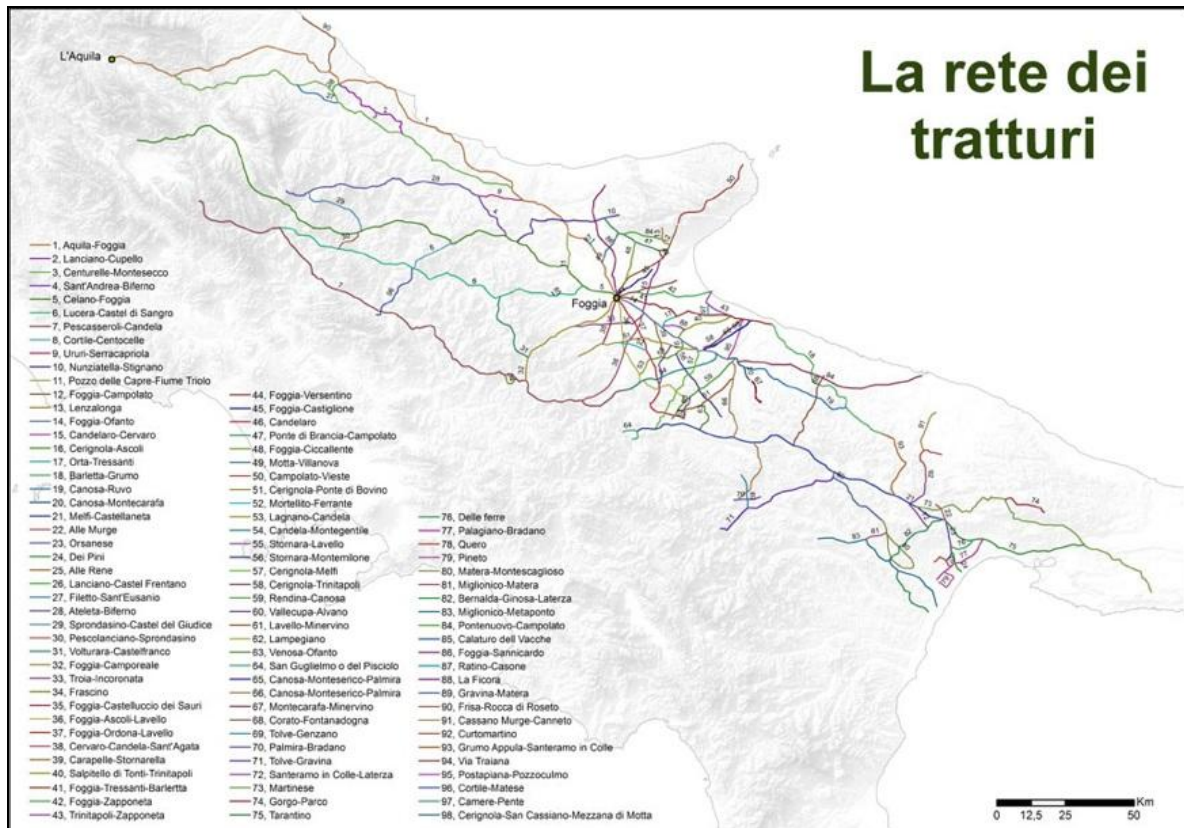 La rete dei
tratturi
L'Aquila
Foggia
1, Aquila-Foggia
2, Lanciano-Cupello
3, Centurelle-Montesecco
4, Sant'Andrea-Biferno
5, Celano-Foggia
6, Lucera-Castel di Sangro
7, Pescasseroli-Candela
8, Cortile-Centocelle
9, Ururi-Serracapriola
10, Nunziatella-Stignano
11, Pozzo delle Capre-Fiume Triolo
12, Foggia-Campolato
13, Lenzalonga
14, Foggia-Ofanto
15, Candelaro-Cervaro
16, Cerignola-Ascoli
17, Orta-Tressanti
18, Barletta-Grumo
19, Canosa-Ruvo
20, Canosa-Montecarafa
21, Melfi-Castellaneta
22, Alle Murge
23, Orsanese
24, Dei Pini
25, Alle Rene
26, Lanciano-Castel Frentano
27, Filetto-Sant'Eusanio
28, Ateleta-Biferno
29, Sprondasino-Castel del Giudice
30, Pescolanciano-Sprondasino
31, Volturara-Castelfranco
32, Foggia-Camporeale
33, Troia-Incoronata
34, Frascino
35, Foggia-Castelluccio dei Sauri
36, Foggia-Ascoli-Lavello
37, Foggia-Ordona-Lavello
38, Cervaro-Candela-Sant'Agata
39, Carapelle-Stornarella
40, Salpitello di Tonti-Trinitapoli
41, Foggia-Tressanti-Barlertta
42, Foggia-Zapponeta
43, Trinitapoli-Zapponeta
44, Foggia-Versentino
45, Foggia-Castiglione
46, Candelaro
47, Ponte di Brancia-Campolato
48, Foggia-Ciccallente
49, Motta-Villanova
50, Campolato-Vieste
51, Cerignola-Ponte di Bovino
52, Mortellito-Ferrante
53, Lagnano-Candela
54, Candela-Montegentile
55, Stornara-Lavello
56, Stornara-Montemilone
57, Cerignola-Melfi
58, Cerignola-Trinitapoli
59, Rendina-Canosa
60, Vallecupa-Alvano
61, Lavello-Minervino
62, Lampegiano
63, Venosa-Ofanto
64, San Guglielmo o del Pisciolo
65, Canosa-Monteserico-Palmira
66, Canosa-Monteserico-Palmira
67, Montecarafa-Minervino
68, Corato-Fontanadogna
69, Tolve-Genzano
70, Palmira-Bradano
71, Tolve-Gravina
72, Santeramo in Colle-Laterza
73, Martinese
74, Gorgo-Parco
75, Tarantino
76, Delle ferre
77, Palagiano-Bradano
78, Quero
79, Pineto
80, Matera-Montescaglioso
81, Miglionico-Matera
82, Bernalda-Ginosa-Laterza
83, Miglionico-Metaponto
84, Pontenuovo-Campolato
85, Calaturo dell Vacche
86, Foggia-Sannicardo
87, Ratino-Casone
88, La Ficora
89, Gravina-Matera
90, Frisa-Rocca di Roseto
91, Cassano Murge-Canneto
92, Curtomartino
93, Grumo Appula-Santeramo in Colle
94, Via Traiana
95, Postapiana-Pozzoculmo
96, Cortile-Matese
97, Camere-Pente
98, Cerignola-San Cassiano-Mezzana di Motta
Km
0 12,5 25 50